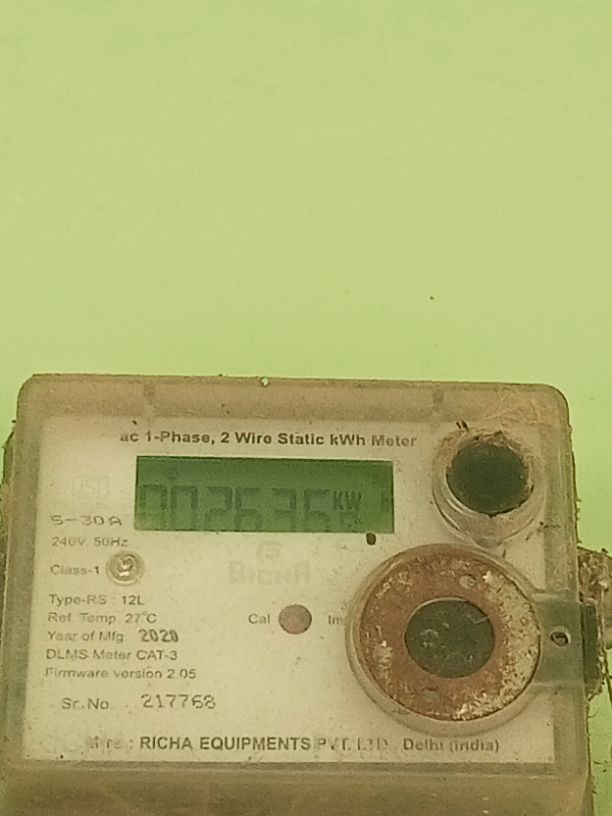 ac 1-Phase, 2 Wire Static kWh Meter
ISI
KW
5-30A
240V, 50Hz
RICHA
Class-1
Type-RS : 12L
Ref. Temp. 27°C
Cal
Year of Mfg. 2020
DLMS Meter CAT-3
Firmware version 2.05
Sr.No. 217768
RICHA EQUIPMENTS PVT. LTD. Delhi (India)